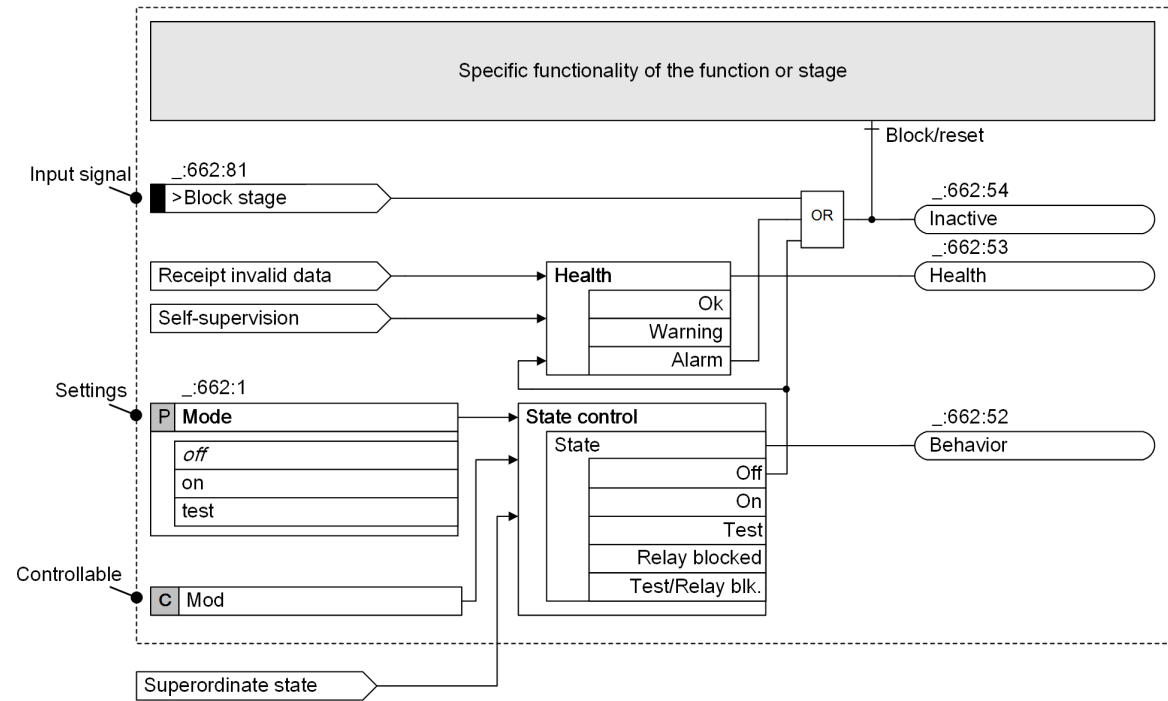 Specific functionality of the function or stage
Block/reset
Input signal
_:662:81
>Block stage
OR
_:662:54
Inactive
_:662:53
Receipt invalid data
Health
Health
Ok
Self-supervision
Warning
Alarm
Settings
_:662:1
P Mode
State control
_:662:52
off
State
Behavior
on
Off
test
On
Test
Relay blocked
Controllable
Test/Relay blk.
C Mod
Superordinate state